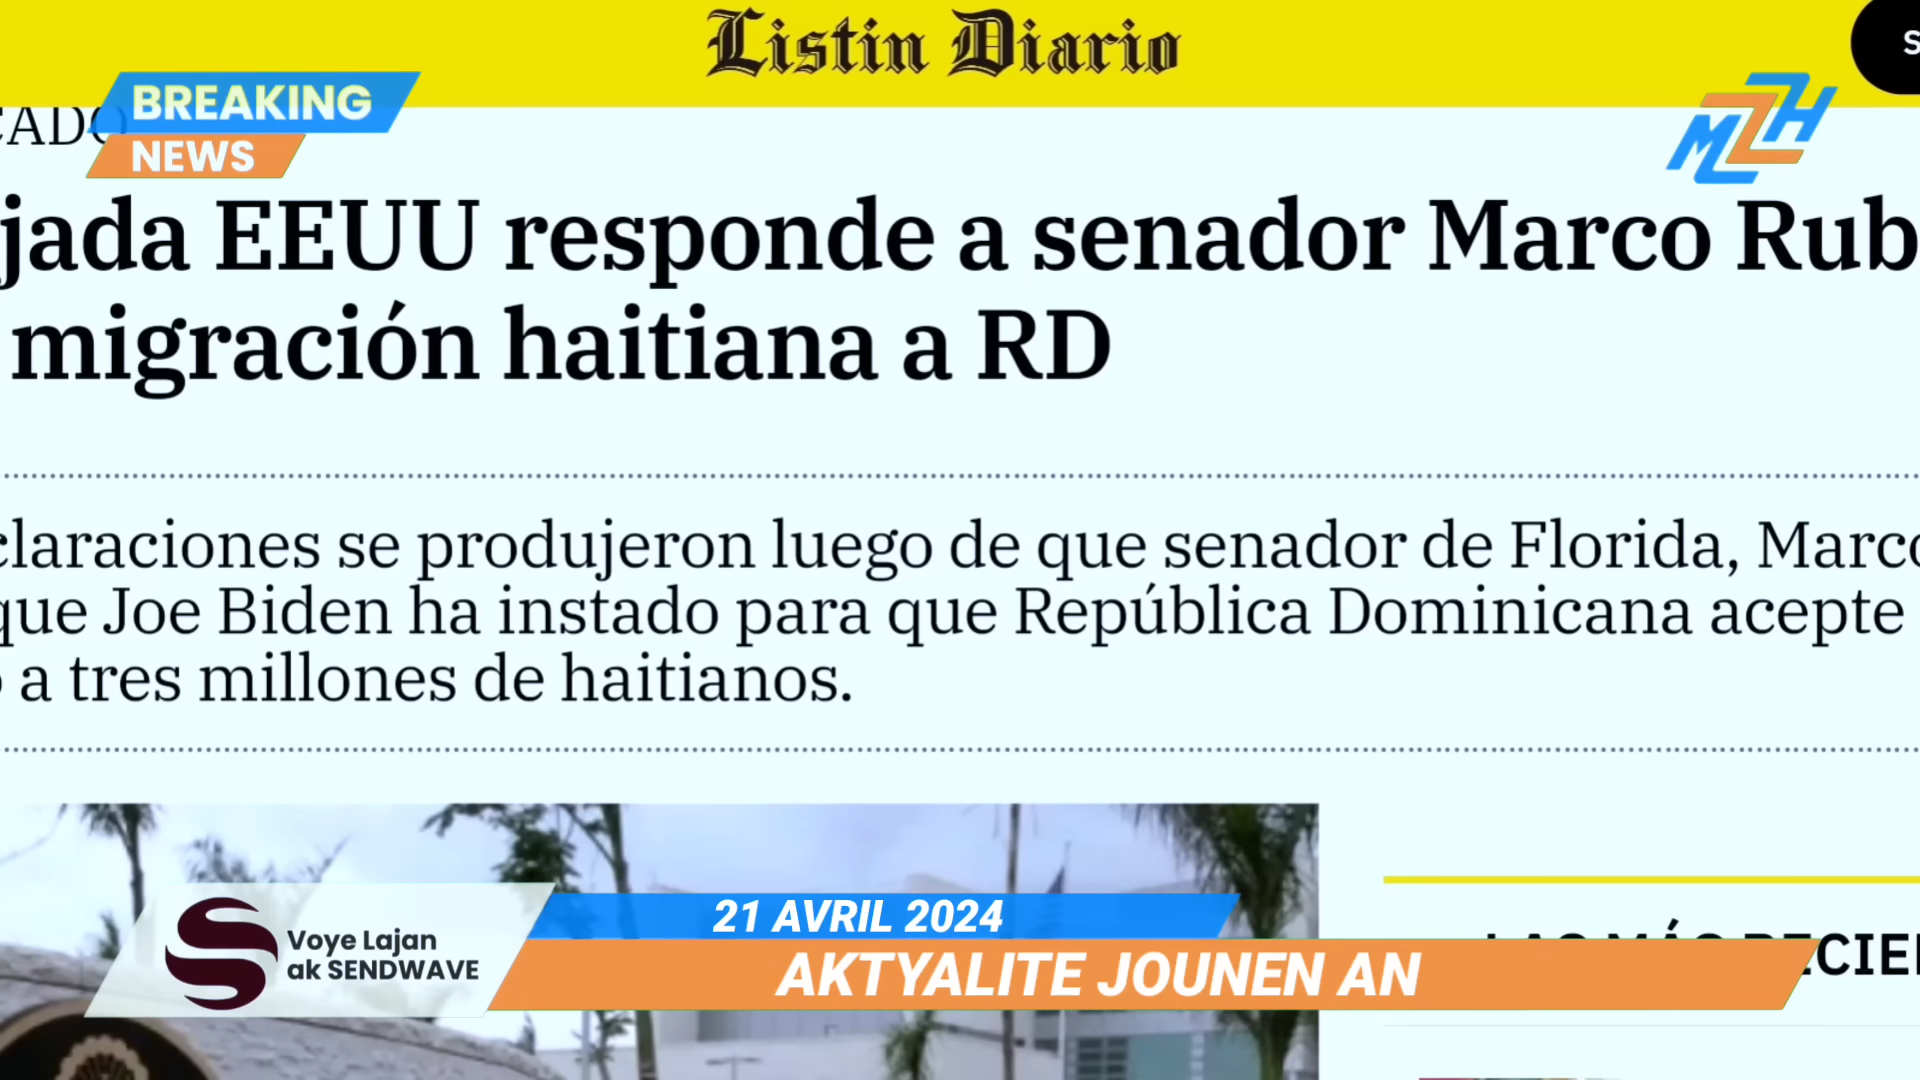 Listin Diario
BREAKING
NEWS
MZH
jada EEUU responde a senador Marco Rub
migración haitiana a RD
claraciones se produjeron luego de que senador de Florida, Marco
que Joe Biden ha instado para que República Dominicana acepte
a tres millones de haitianos.
21 AVRIL 2024
Voye Lajan
ak SENDWAVE
AKTYALITE JOUNEN AN